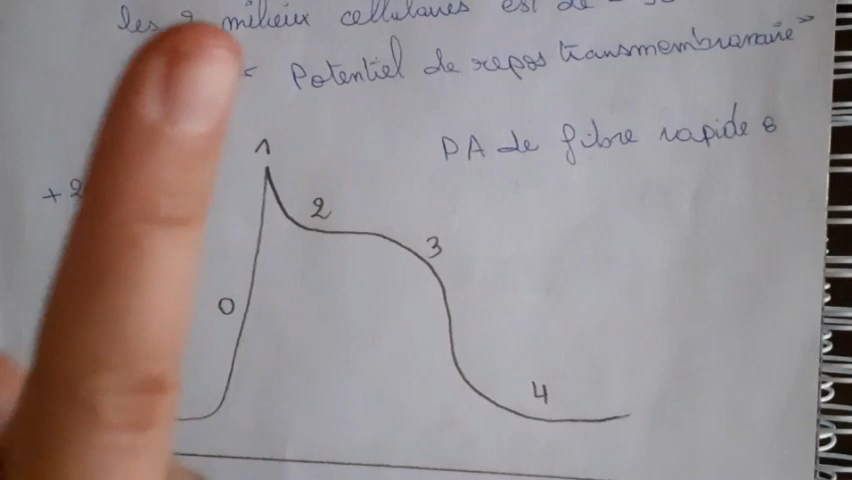 les 2 milieux cellulaires est de -
Potentiel de repos transmembranaire"
PA de fibre rapide :
1
+2
2
3
0
4